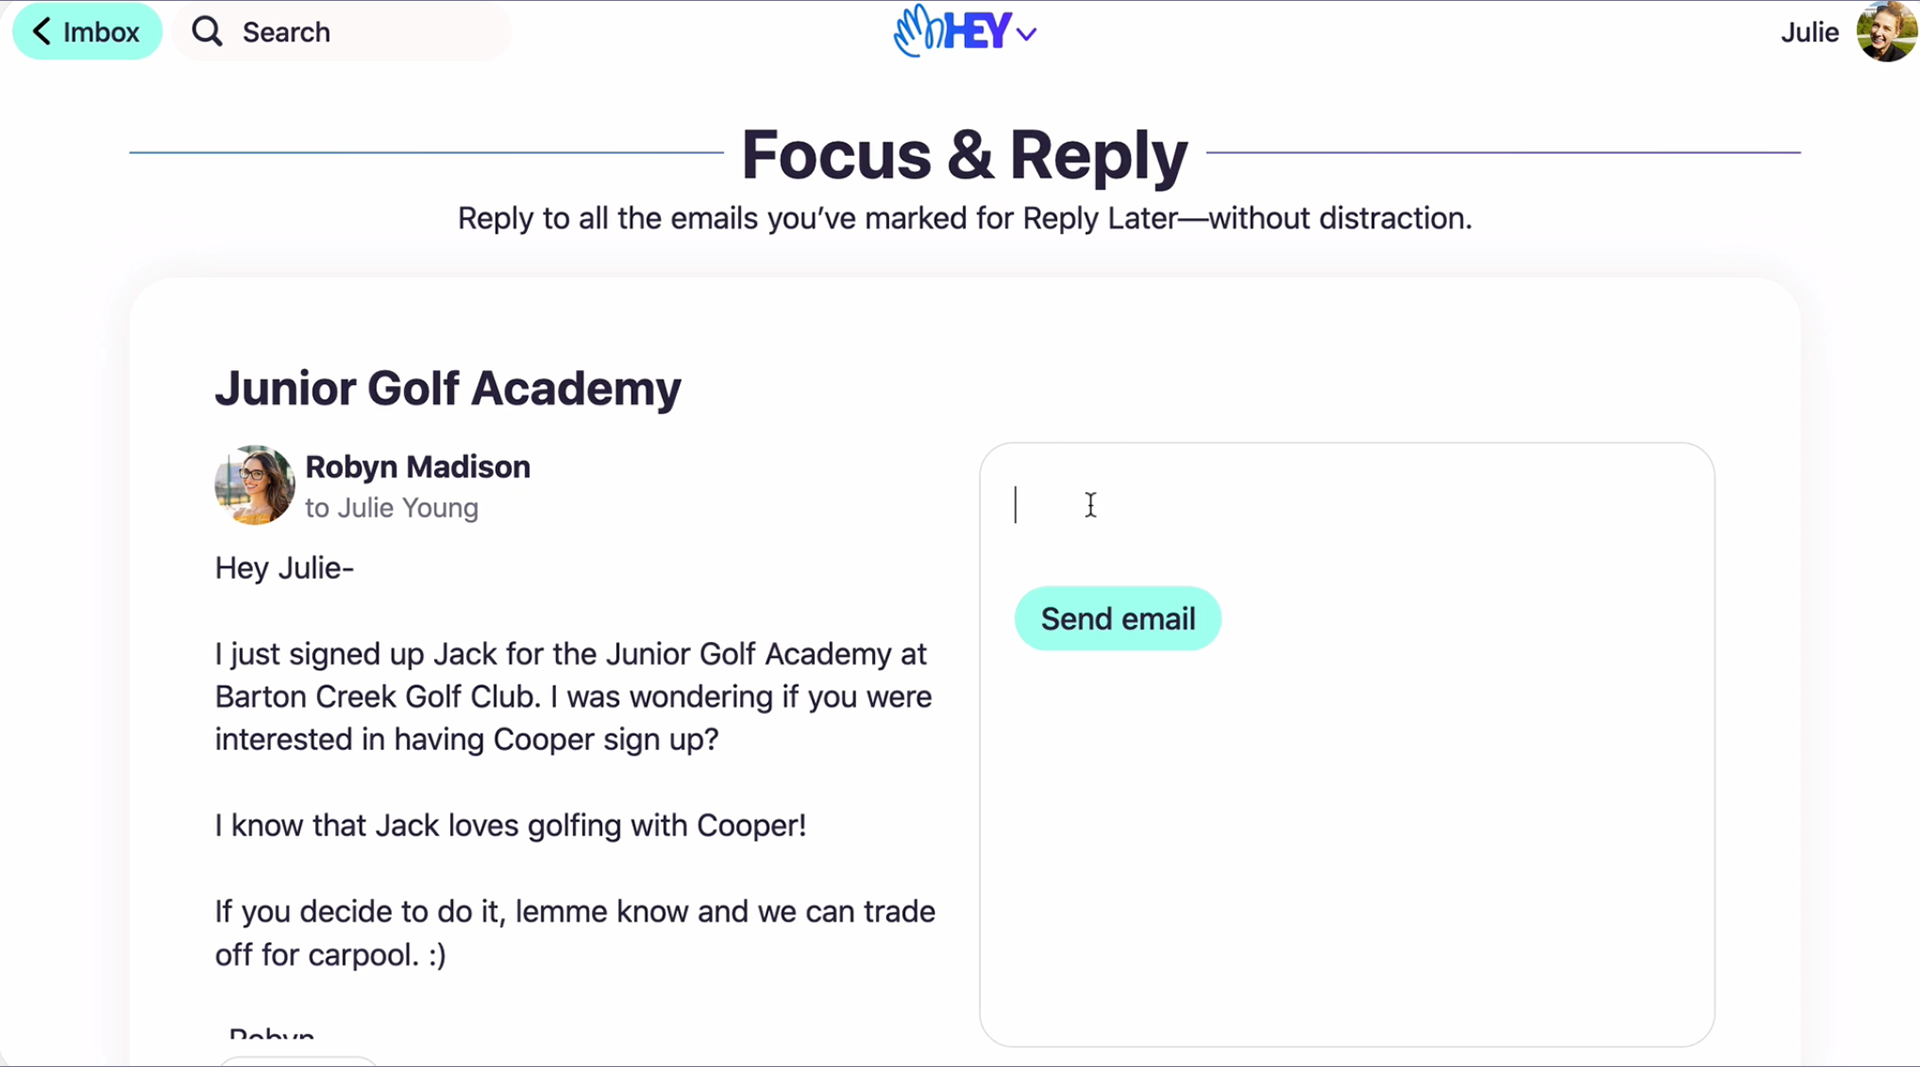 Imbox
Search
HEY
Julie
Focus & Reply
Reply to all the emails you’ve marked for Reply Later—without distraction.
Junior Golf Academy
Robyn Madison
to Julie Young
Hey Julie-
I just signed up Jack for the Junior Golf Academy at
Barton Creek Golf Club. I was wondering if you were
interested in having Cooper sign up?
I know that Jack loves golfing with Cooper!
If you decide to do it, lemme know and we can trade
off for carpool. :)
Robyn
Send email